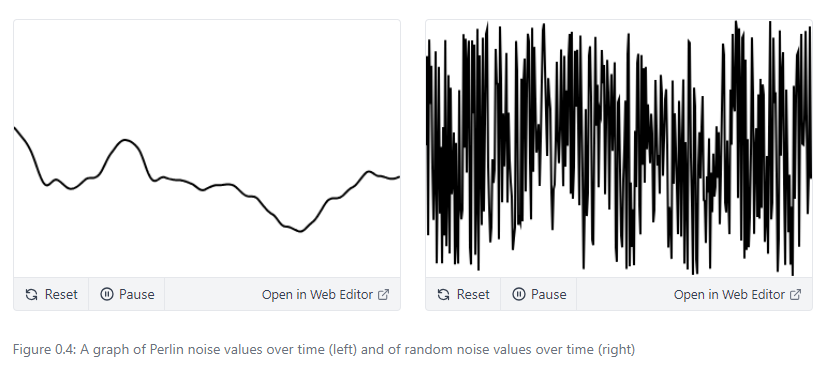 Reset Pause Open in Web Editor
Reset Pause Open in Web Editor
Figure 0.4: A graph of Perlin noise values over time (left) and of random noise values over time (right)